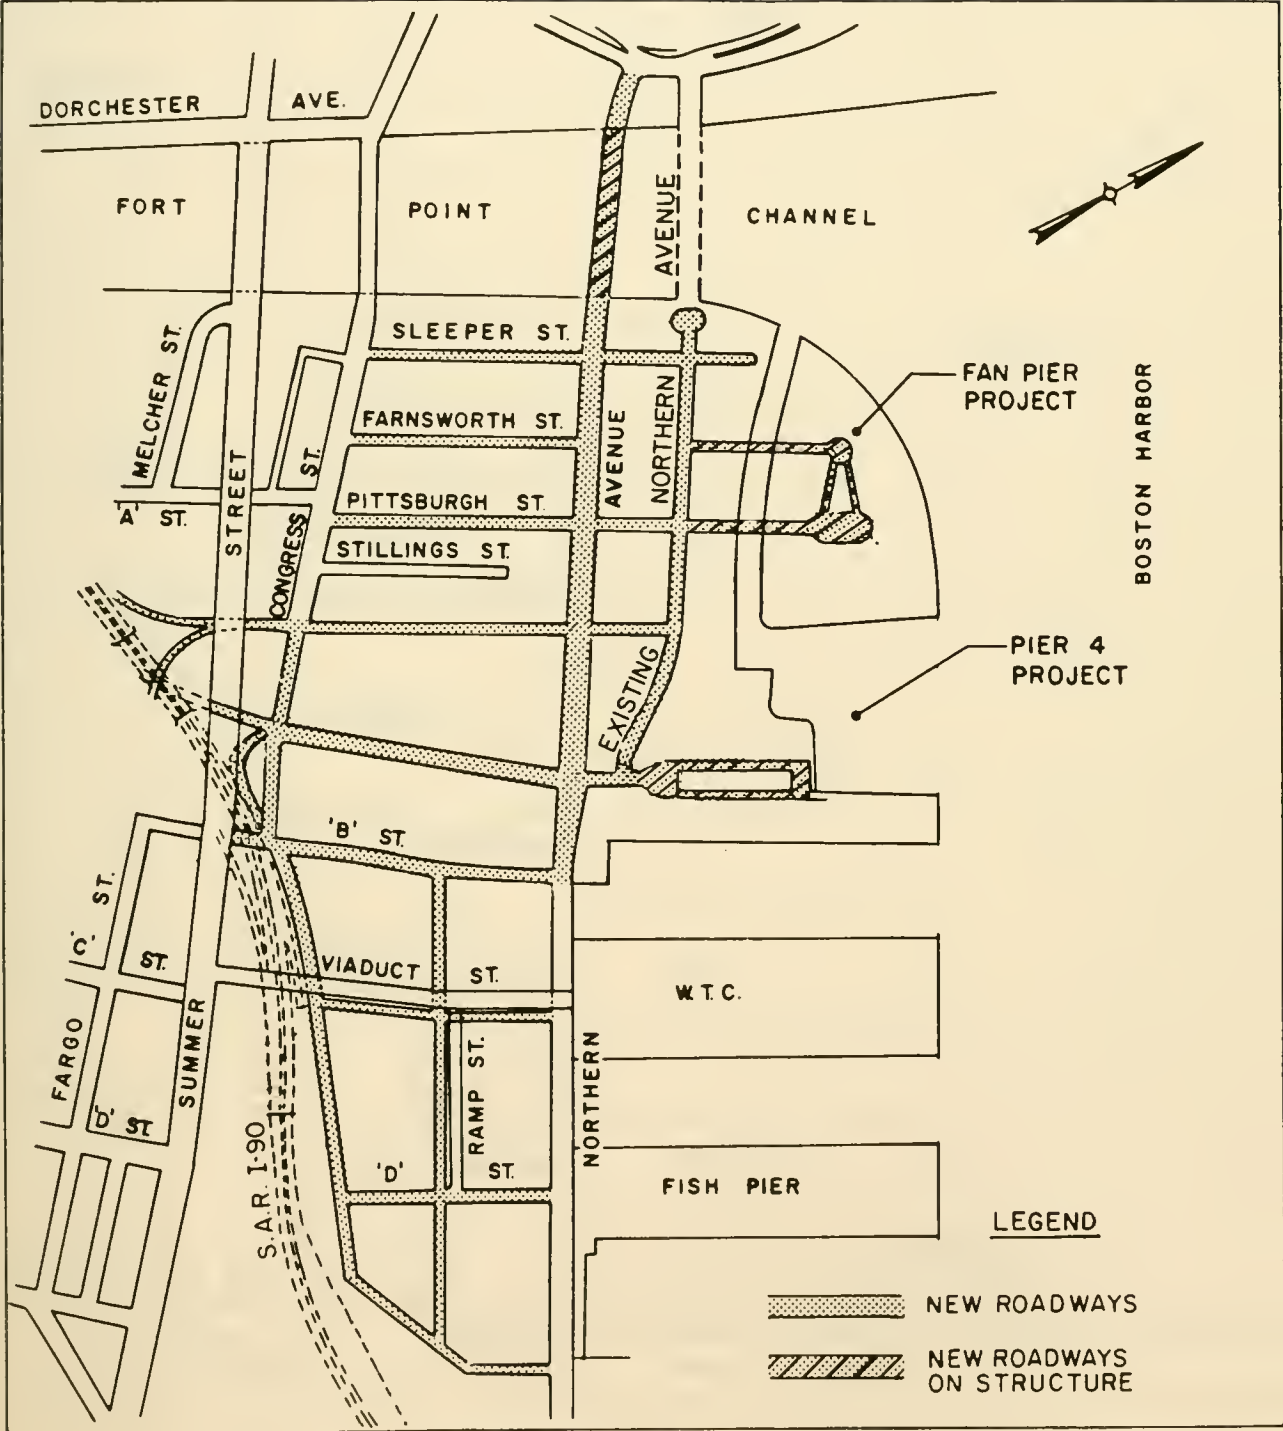 DORCHESTER AVE.
FORT POINT CHANNEL
AVENUE
SLEEPER ST.
MELCHER ST.
FARNSWORTH ST.
AVENUE
NORTHERN
FAN PIER
PROJECT
BOSTON HARBOR
ST.
STREET
PITTSBURGH ST.
'A' ST.
CONGRESS
STILLINGS ST.
EXISTING
PIER 4
PROJECT
'B' ST.
'C' ST.
ST.
VIADUCT ST.
W.T.C.
FARGO
SUMMER
RAMP ST.
NORTHERN
'D' ST.
S.A.R. I-90
'D' ST.
FISH PIER
LEGEND
NEW ROADWAYS
NEW ROADWAYS
ON STRUCTURE